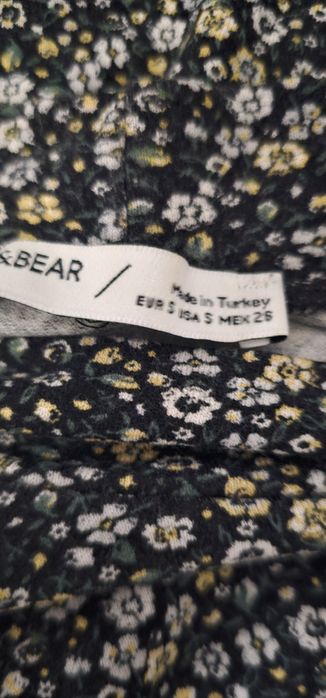 &BEAR /
Made in Turkey
EUR S USA S MEX 26